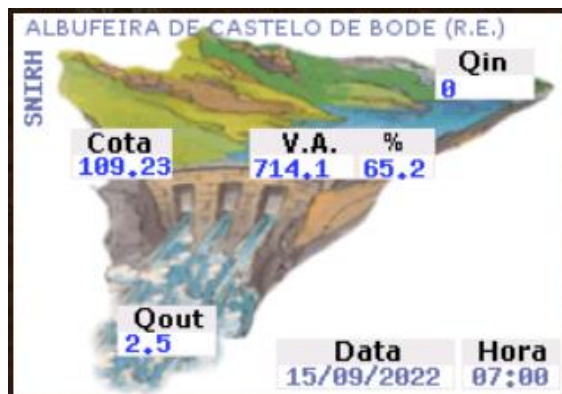 ALBUFEIRA DE CASTELO DE BODE (R.E.)
SNIRH
Qin
0
Cota
109.23
V.A. %
714.1 65.2
Qout
2.5
Data Hora
15/09/2022 07:00